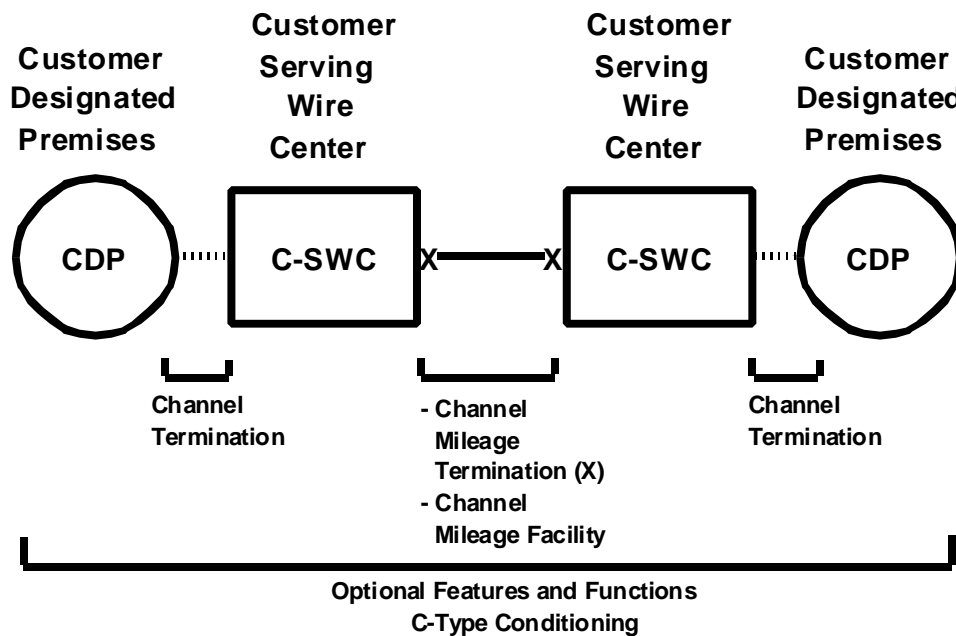 Customer
Designated
Premises
Customer
Serving
Wire
Center
Customer
Serving
Wire
Center
Customer
Designated
Premises
CDP
C-SWC
X
X
C-SWC
CDP
Channel
Termination
- Channel
Mileage
Termination (X)
- Channel
Mileage Facility
Channel
Termination
Optional Features and Functions
C-Type Conditioning